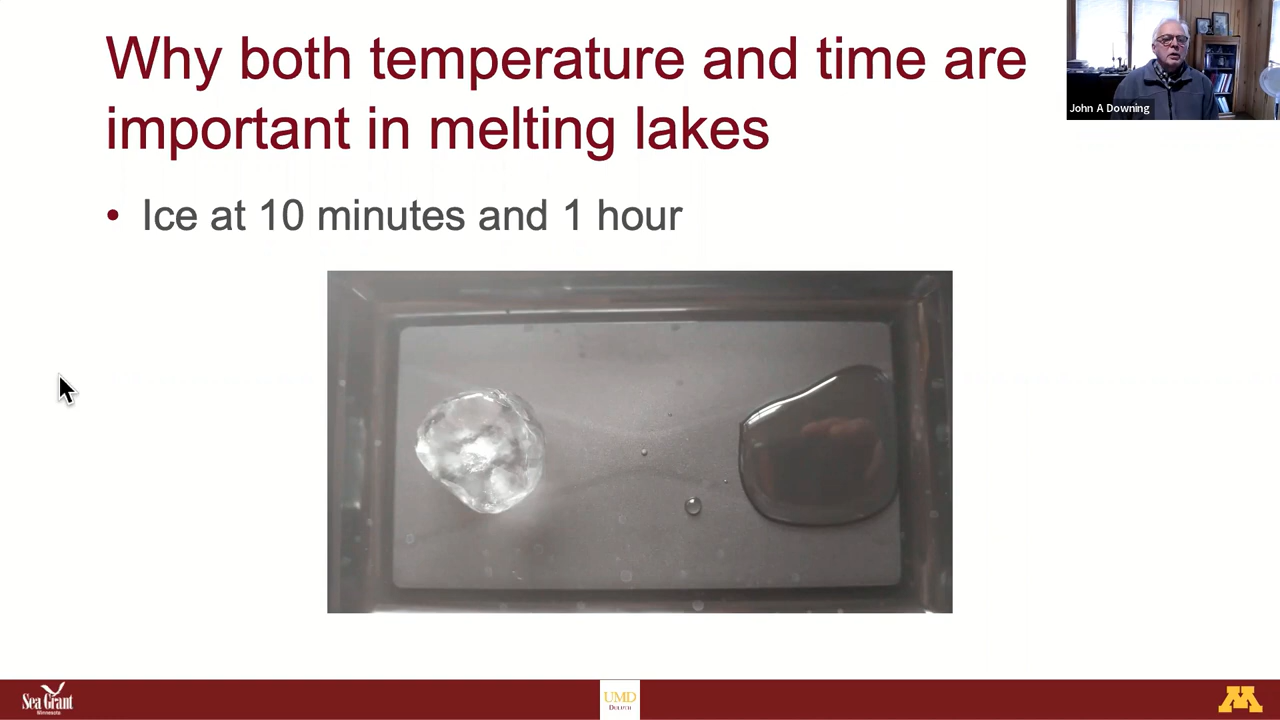 Why both temperature and time are
important in melting lakes
• Ice at 10 minutes and 1 hour
John A Downing
Sea Grant
Minnesota
UMD
DULUTH
M